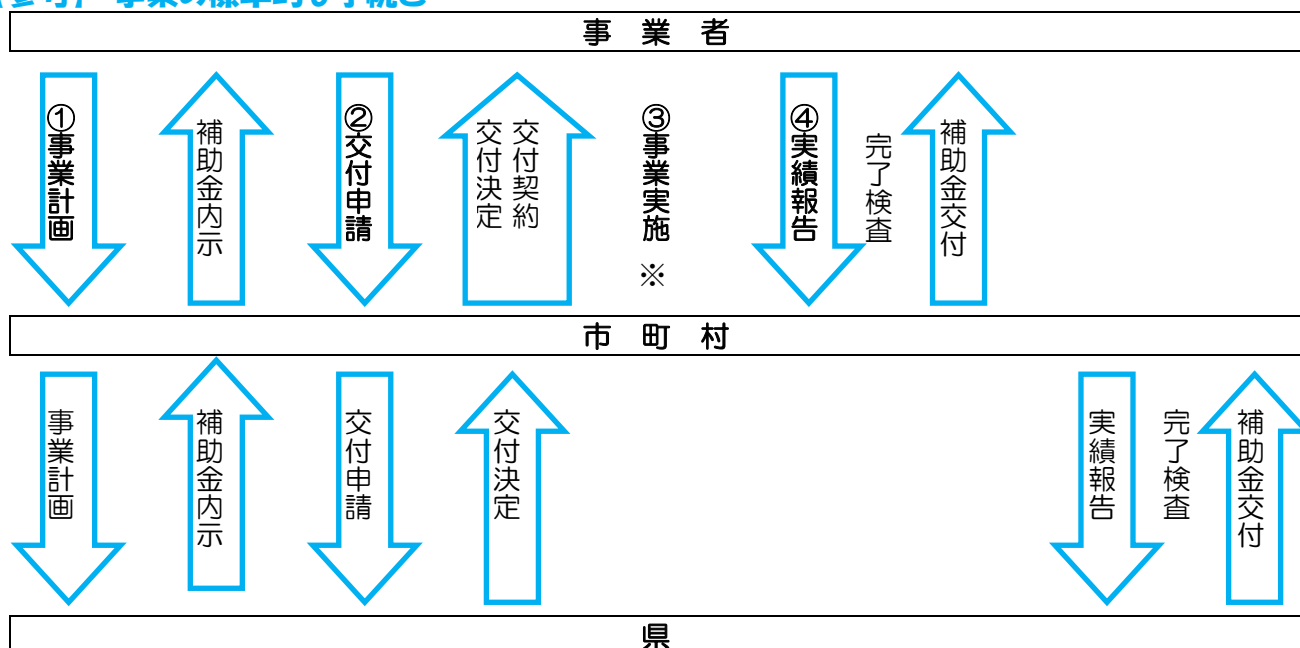 事業者
①事業計画
補助金内示
②交付申請
交付契約
交付決定
③事業実施
※
④実績報告
完了検査
補助金交付
市町村
事業計画
補助金内示
交付申請
交付決定
実績報告
完了検査
補助金交付
県